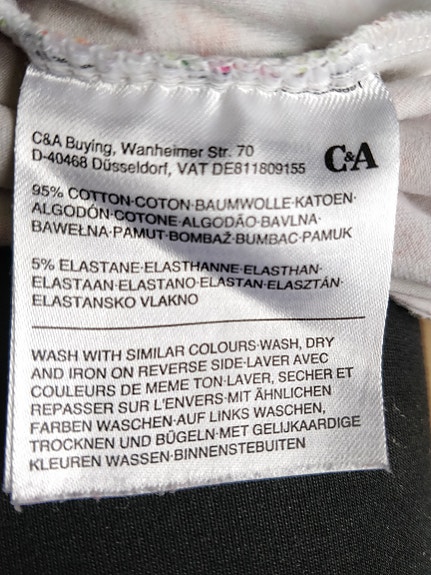 C&A Buying, Wanheimer Str. 70
D-40468 Düsseldorf, VAT DE811809155
C&A
95% COTTON·COTON·BAUMWOLLE·KATOEN·
ALGODÓN·COTONE·ALGODÃO·BAVLNA·
BAWEŁNA·PAMUT·BOMBAŽ·BUMBAC·PAMUK
5% ELASTANE·ELASTHANNE·ELASTHAN·
ELASTAAN·ELASTANO·ELASTAN·ELASZTÁN·
ELASTANSKO VLAKNO
WASH WITH SIMILAR COLOURS·WASH, DRY
AND IRON ON REVERSE SIDE·LAVER AVEC
COULEURS DE MEME TON·LAVER, SECHER ET
REPASSER SUR L'ENVERS·MIT ÄHNLICHEN
FARBEN WASCHEN·AUF LINKS WASCHEN,
TROCKNEN UND BÜGELN·MET GELIJKAARDIGE
KLEUREN WASSEN·BINNENSTEBUITEN